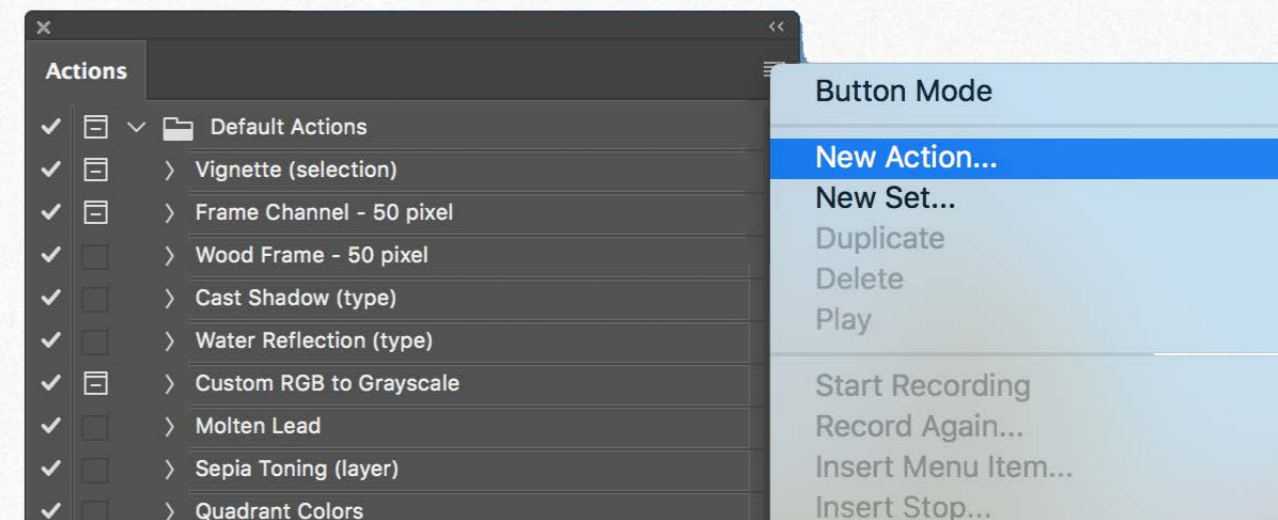 Actions
Default Actions
Vignette (selection)
Frame Channel - 50 pixel
Wood Frame - 50 pixel
Cast Shadow (type)
Water Reflection (type)
Custom RGB to Grayscale
Molten Lead
Sepia Toning (layer)
Quadrant Colors
Button Mode
New Action...
New Set...
Duplicate
Delete
Play
Start Recording
Record Again...
Insert Menu Item...
Insert Stop...